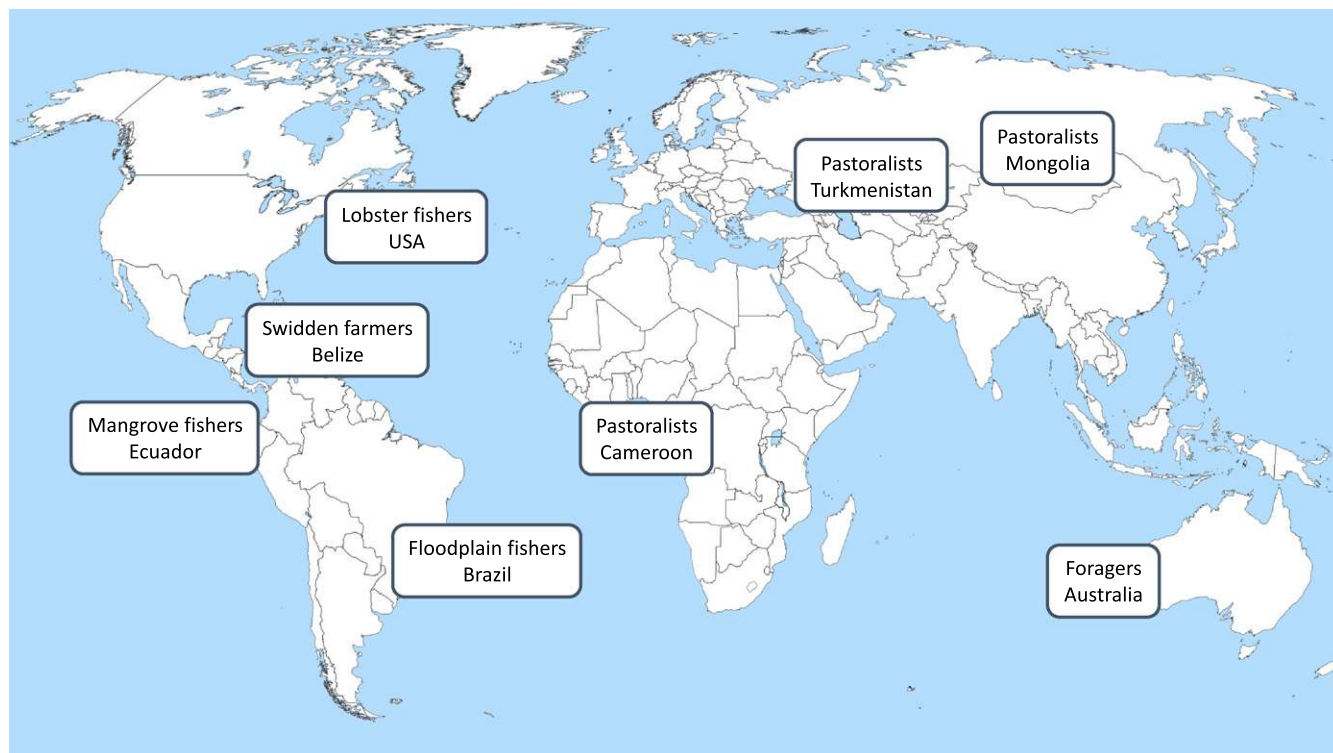 Pastoralists
Mongolia
Pastoralists
Turkmenistan
Lobster fishers
USA
Swidden farmers
Belize
Mangrove fishers
Ecuador
Pastoralists
Cameroon
Floodplain fishers
Brazil
Foragers
Australia